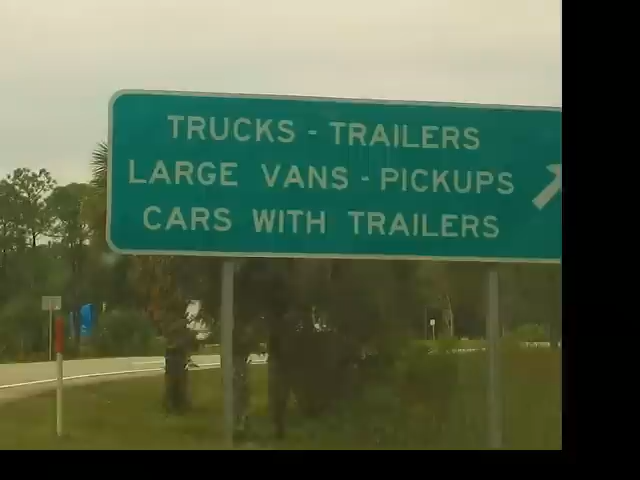 TRUCKS - TRAILERS
LARGE VANS - PICKUPS
CARS WITH TRAILERS